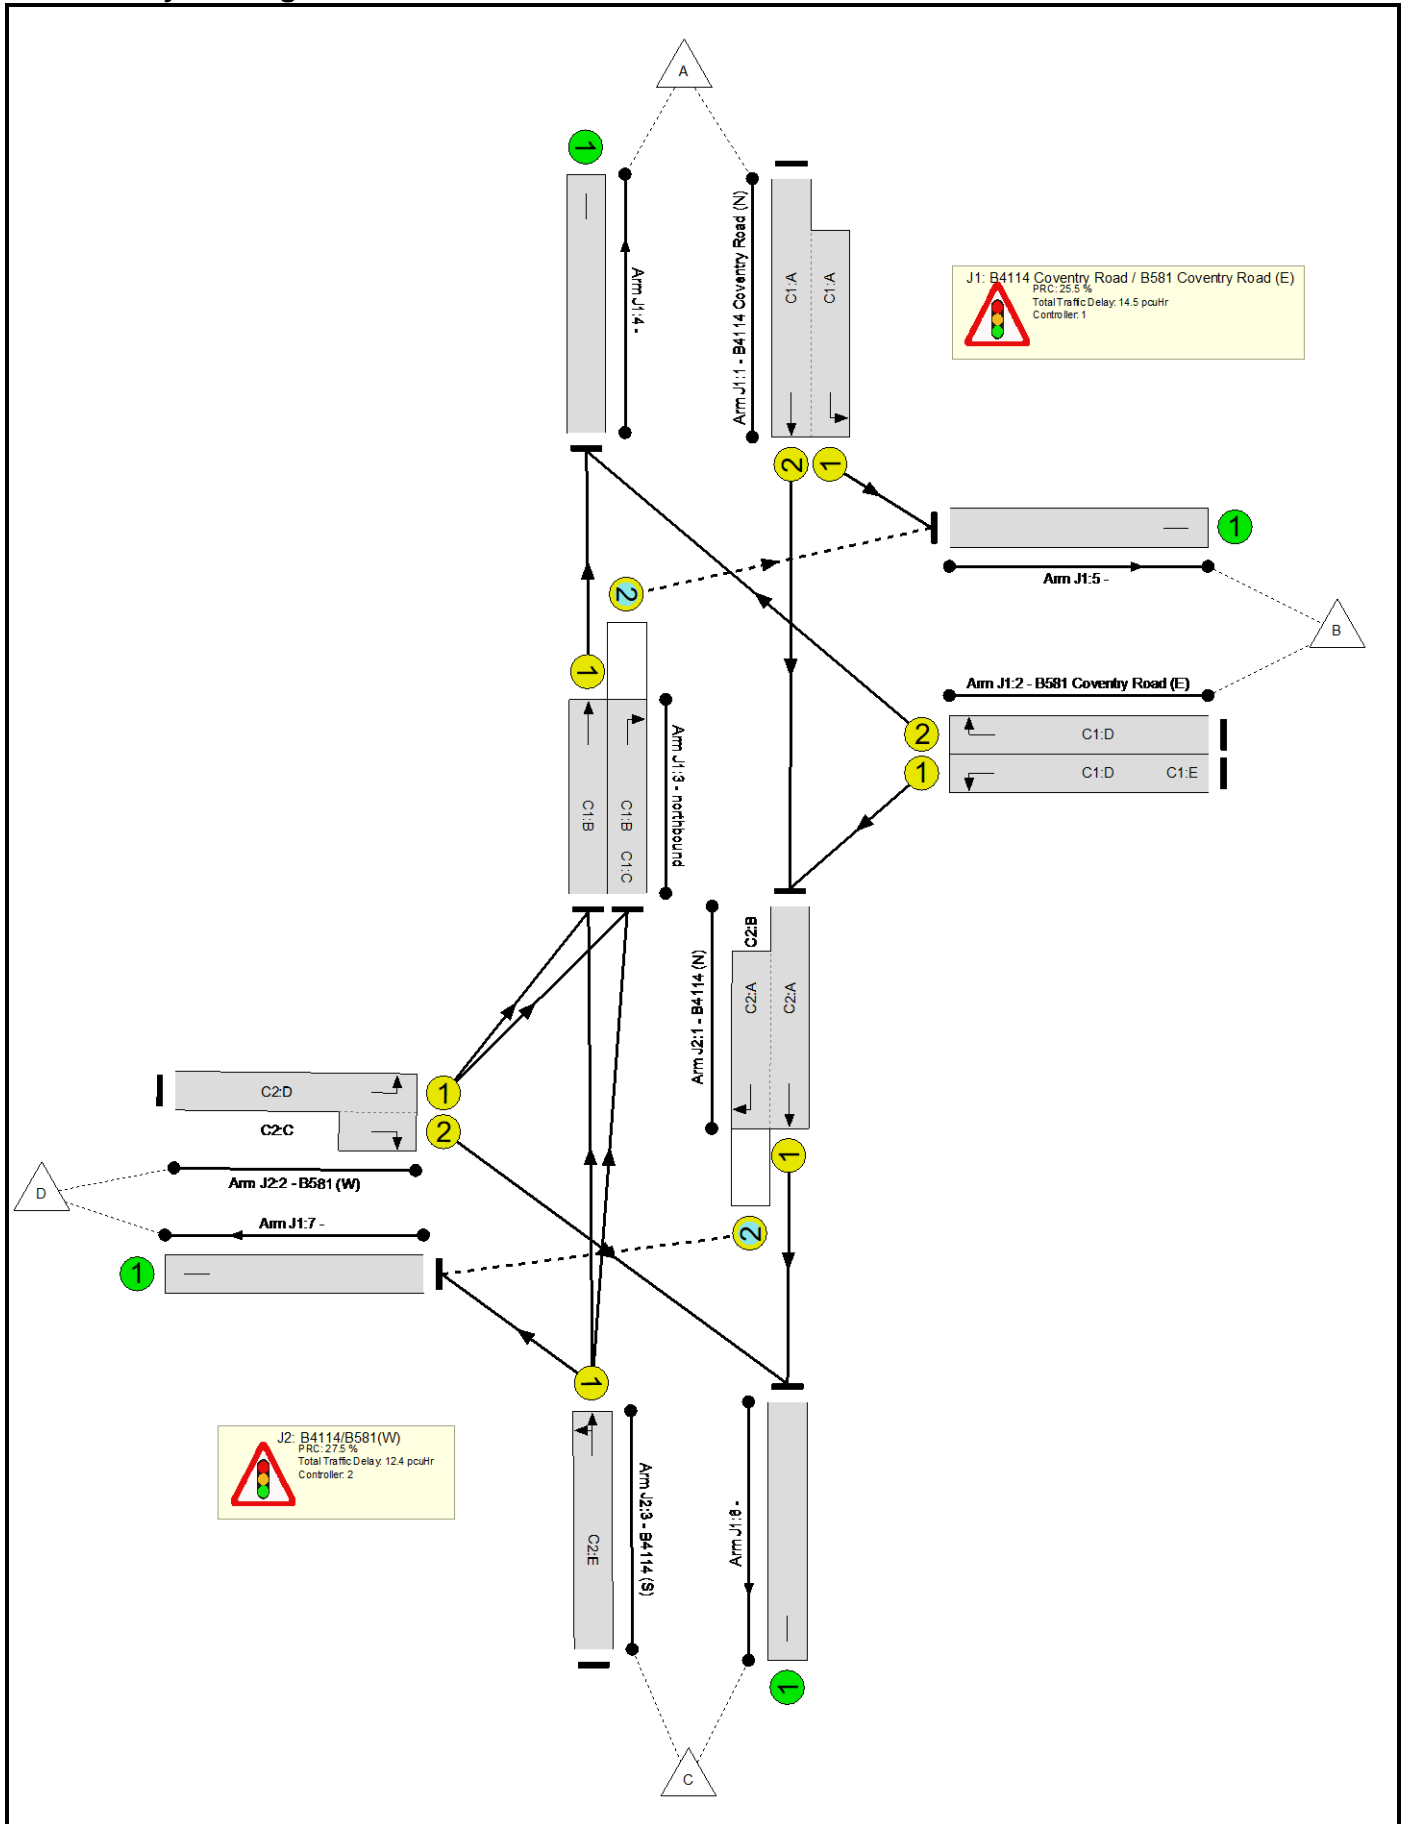 A
1
Arm J1:4 -
Arm J1:1 - B4114 Coventry Road (N)
C1:A
C1:A
J1: B4114 Coventry Road / B581 Coventry Road (E)
PRC: 25.5 %
Total Traffic Delay: 14.5 pcuHr
Controller: 1
2
1
1
Arm J1:5 -
2
B
1
Arm J1:2 - B581 Coventry Road (E)
2
C1:D
1
C1:D
C1:E
C1:B
C1:B
C1:C
Arm J1:3 - northbound
Arm J2:1 - B4114 (N)
C2:B
C2:A
C2:A
C2:D
1
C2:C
2
1
Arm J2:2 - B581 (W)
D
Arm J1:7 -
2
1
1
J2: B4114/B581(W)
PRC: 27.5 %
Total Traffic Delay: 12.4 pcuHr
Controller: 2
C2:E
Arm J2:3 - B4114 (S)
Arm J1:6 -
1
C